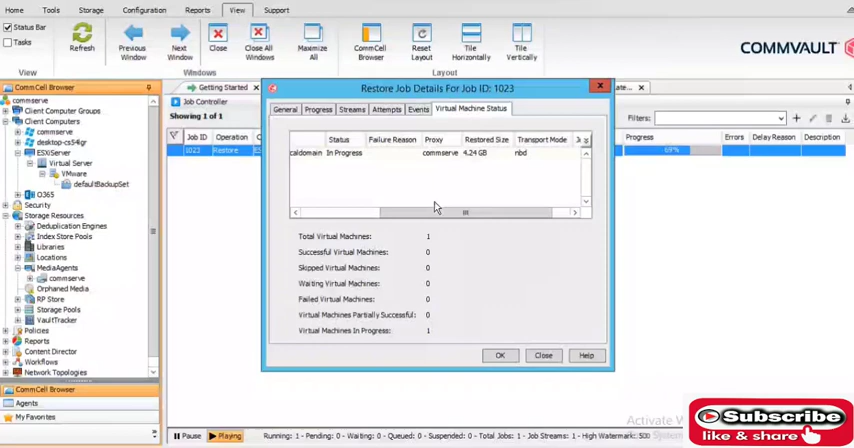 Home Tools Storage Configuration Reports View Support
Status Bar
Tasks
Refresh
Previous Window
Next Window
Close
Close All Windows
Maximize All
CommCell Browser
Reset Layout
Tile Horizontally
Tile Vertically
View Windows Layout
COMMVAULT
CommCell Browser
Getting Started
Restore Job Details For Job ID: 1023
ate...
commserve
Client Computer Groups
Client Computers
commserve
desktop-cs54lgr
ESXiServer
Virtual Server
VMware
defaultBackupSet
O365
Security
Storage Resources
Deduplication Engines
Index Store Pools
Libraries
Locations
MediaAgents
commserve
Orphaned Media
RP Store
Storage Pools
VaultTracker
Policies
Reports
Content Director
Workflows
Network Topologies
CommCell Browser
Agents
My Favorites
Job Controller
Showing 1 of 1
Filters:
Job ID Operation
Progress Errors Delay Reason Description
1023 Restore
69%
General Progress Streams Attempts Events Virtual Machine Status
Status Failure Reason Proxy Restored Size Transport Mode
caldomain In Progress commserve 4.24 GB nbd
Total Virtual Machines: 1
Successful Virtual Machines: 0
Skipped Virtual Machines: 0
Waiting Virtual Machines: 0
Failed Virtual Machines: 0
Virtual Machines Partially Successful: 0
Virtual Machines In Progress: 1
OK Close Help
Activate W
Pause Playing Running: 1 - Pending: 0 - Waiting: 0 - Queued: 0 - Suspended: 0 - Total Jobs: 1 - Job Streams: 1 - High Watermark: 500
Subscribe
like & share